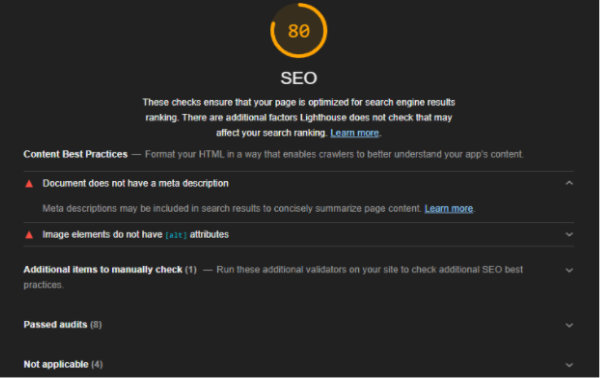 80
SEO
These checks ensure that your page is optimized for search engine results
ranking. There are additional factors Lighthouse does not check that may
affect your search ranking. Learn more.
Content Best Practices — Format your HTML in a way that enables crawlers to better understand your app's content.
Document does not have a meta description
Meta descriptions may be included in search results to concisely summarize page content. Learn more.
Image elements do not have [alt] attributes
Additional items to manually check (1) — Run these additional validators on your site to check additional SEO best
practices.
Passed audits (8)
Not applicable (4)